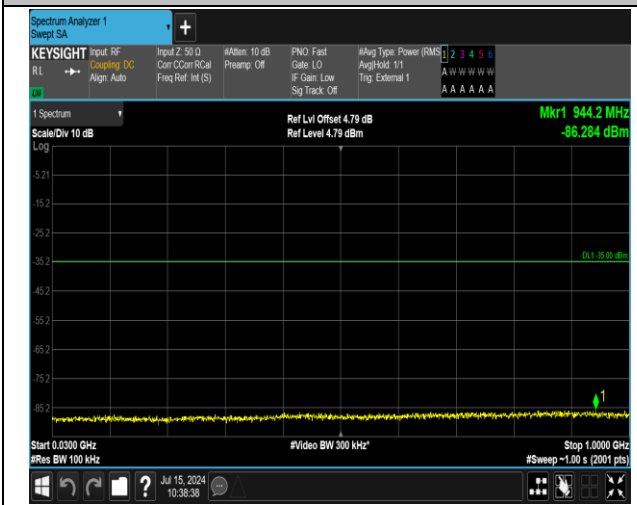 Spectrum Analyzer 1
Swept SA
+
KEYSIGHT Input: RF Input Z: 50 Ω #Atten: 10 dB PNO: Fast #Avg Type: Power (RMS 1 2 3 4 5 6
RL Coupling: DC Corr CCorr RCal Preamp: Off Gate: LO Avg|Hold: 1/1 A W W W W W
Align: Auto Freq Ref: Int (S) IF Gain: Low Trig: External 1
LXI Sig Track: Off A A A A A A
1 Spectrum Ref Lvl Offset 4.79 dB Mkr1 944.2 MHz
Scale/Div 10 dB Ref Level 4.79 dBm -86.284 dBm
Log
-5.21
-15.2
-25.2
-35.2 DL1 -35.00 dBm
-45.2
-55.2
-65.2
-75.2
1
-85.2
Start 0.0300 GHz #Video BW 300 kHz* Stop 1.0000 GHz
#Res BW 100 kHz #Sweep ~1.00 s (2001 pts)
? Jul 15, 2024
10:38:38